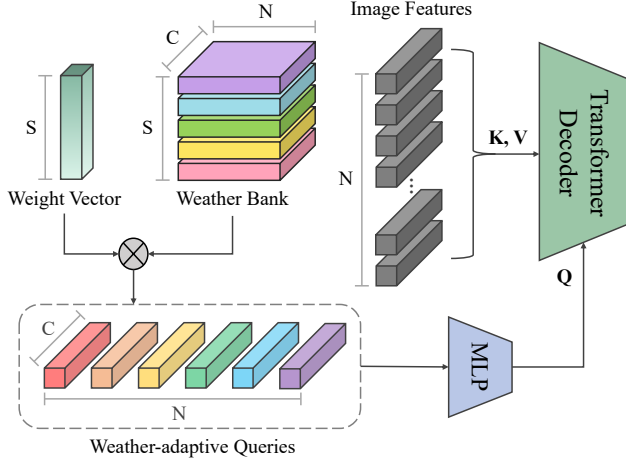 N
Image Features
C
S
S
N
K, V
Transformer
Decoder
Weight Vector
Weather Bank
Q
C
MLP
N
Weather-adaptive Queries